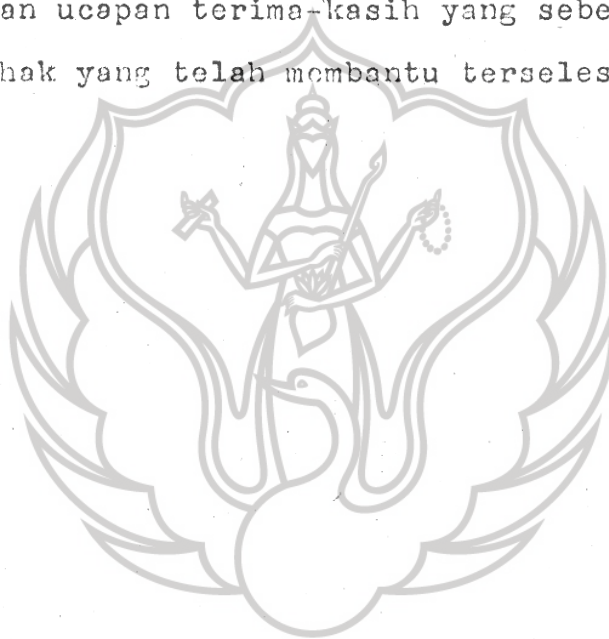 an ucapan terima-kasih yang sebe
hak yang telah membantu terseles